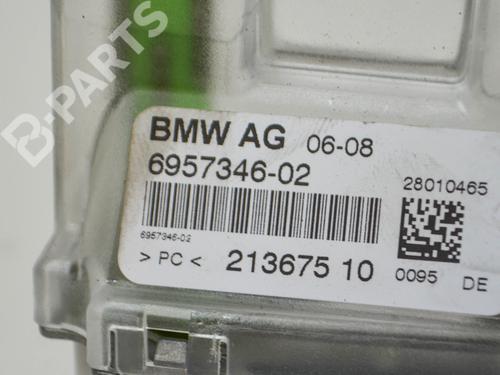 B-PARTS
BMW AG 06-08
6957346-02
28010465
6957346-02
> PC < 213675 10
0095 DE